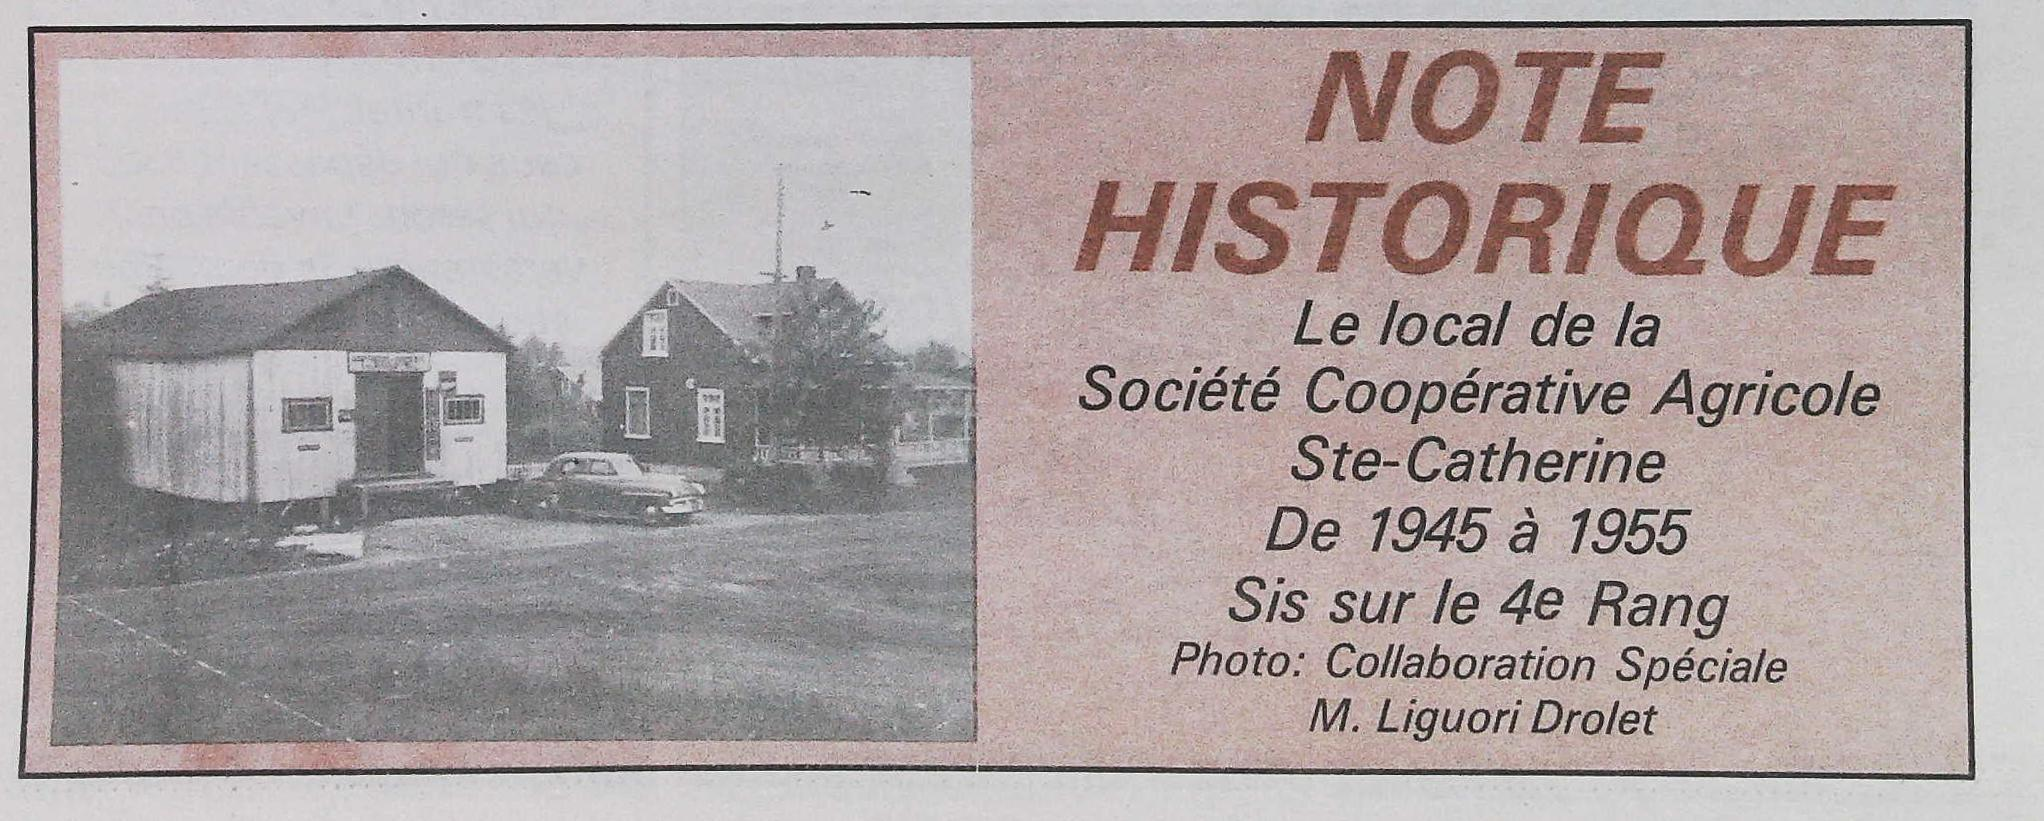 NOTE
HISTORIQUE
Le local de la
Société Coopérative Agricole
Ste-Catherine
De 1945 à 1955
Sis sur le 4e Rang
Photo: Collaboration Spéciale
M. Liguori Drolet